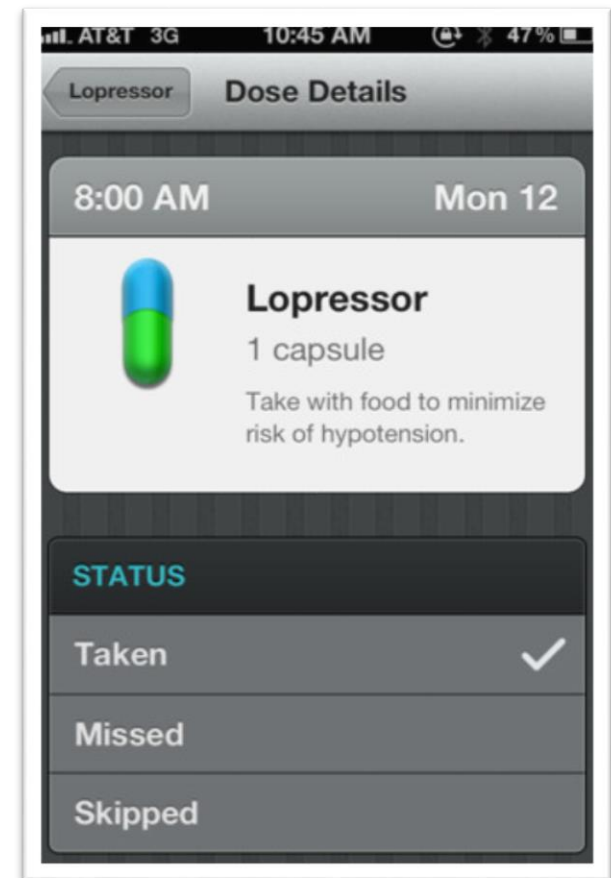 AT&T 3G 10:45 AM 47%
Lopressor Dose Details
8:00 AM Mon 12
Lopressor
1 capsule
Take with food to minimize
risk of hypotension.
STATUS
Taken
Missed
Skipped